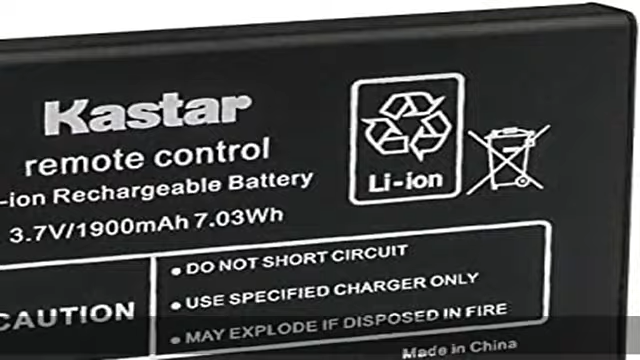 Kastar
remote control
-ion Rechargeable Battery
3.7V/1900mAh 7.03Wh
Li-ion
CAUTION
• DO NOT SHORT CIRCUIT
• USE SPECIFIED CHARGER ONLY
• MAY EXPLODE IF DISPOSED IN FIRE
Made in China